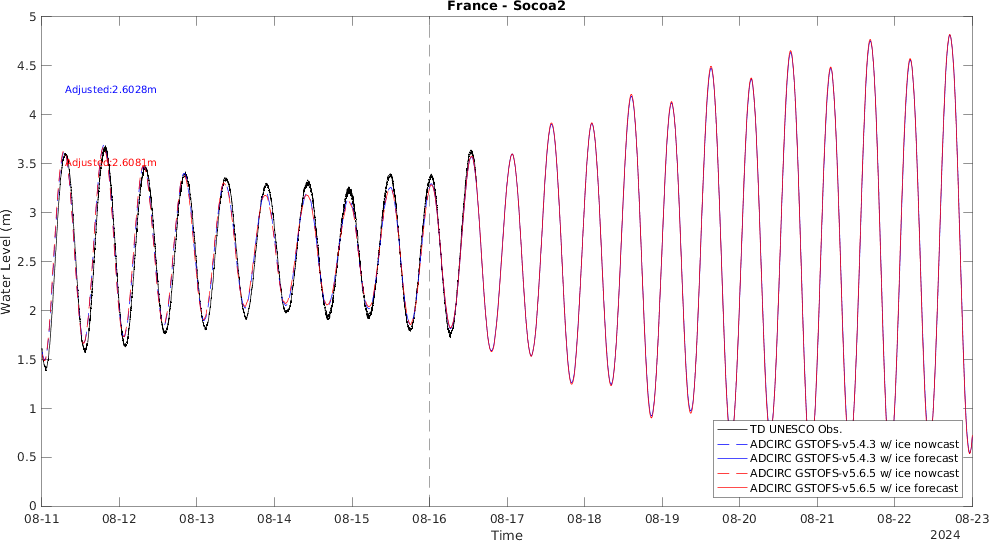 France - Socoa2
Water Level (m)
5
4.5
4
3.5
3
2.5
2
1.5
1
0.5
0
Adjusted:2.6028m
Adjusted:2.6081m
TD UNESCO Obs.
ADCIRC GSTOFS-v5.4.3 w/ ice nowcast
ADCIRC GSTOFS-v5.4.3 w/ ice forecast
ADCIRC GSTOFS-v5.6.5 w/ ice nowcast
ADCIRC GSTOFS-v5.6.5 w/ ice forecast
08-11 08-12 08-13 08-14 08-15 08-16 08-17 08-18 08-19 08-20 08-21 08-22 08-23
Time
2024